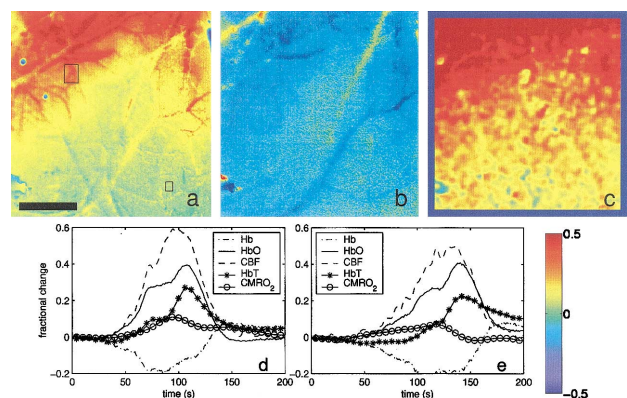 a
b
c
0.6
0.4
0.2
0
-0.2
fractional change
Hb
HbO
CBF
HbT
CMRO2
d
0
50
100
150
200
time (s)
Hb
HbO
CBF
HbT
CMRO2
e
0
50
100
150
200
time (s)
0.5
0
-0.5